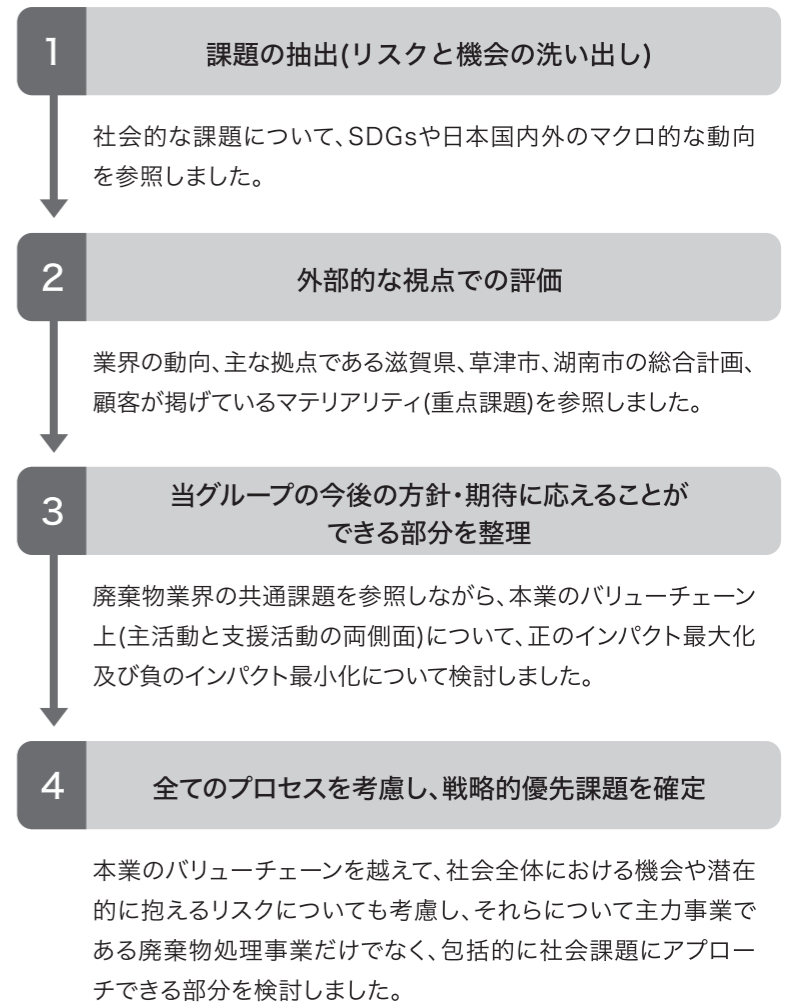 1
課題の抽出(リスクと機会の洗い出し)
社会的な課題について、SDGsや日本国内外のマクロ的な動向
を参照しました。
2
外部的な視点での評価
業界の動向、主な拠点である滋賀県、草津市、湖南市の総合計画、
顧客が掲げているマテリアリティ(重点課題)を参照しました。
3
当グループの今後の方針・期待に応えることが
できる部分を整理
廃棄物業界の共通課題を参照しながら、本業のバリューチェーン
上(主活動と支援活動の両側面)について、正のインパクト最大化
及び負のインパクト最小化について検討しました。
4
全てのプロセスを考慮し、戦略的優先課題を確定
本業のバリューチェーンを越えて、社会全体における機会や潜在
的に抱えるリスクについても考慮し、それらについて主力事業で
ある廃棄物処理事業だけでなく、包括的に社会課題にアプロー
チできる部分を検討しました。